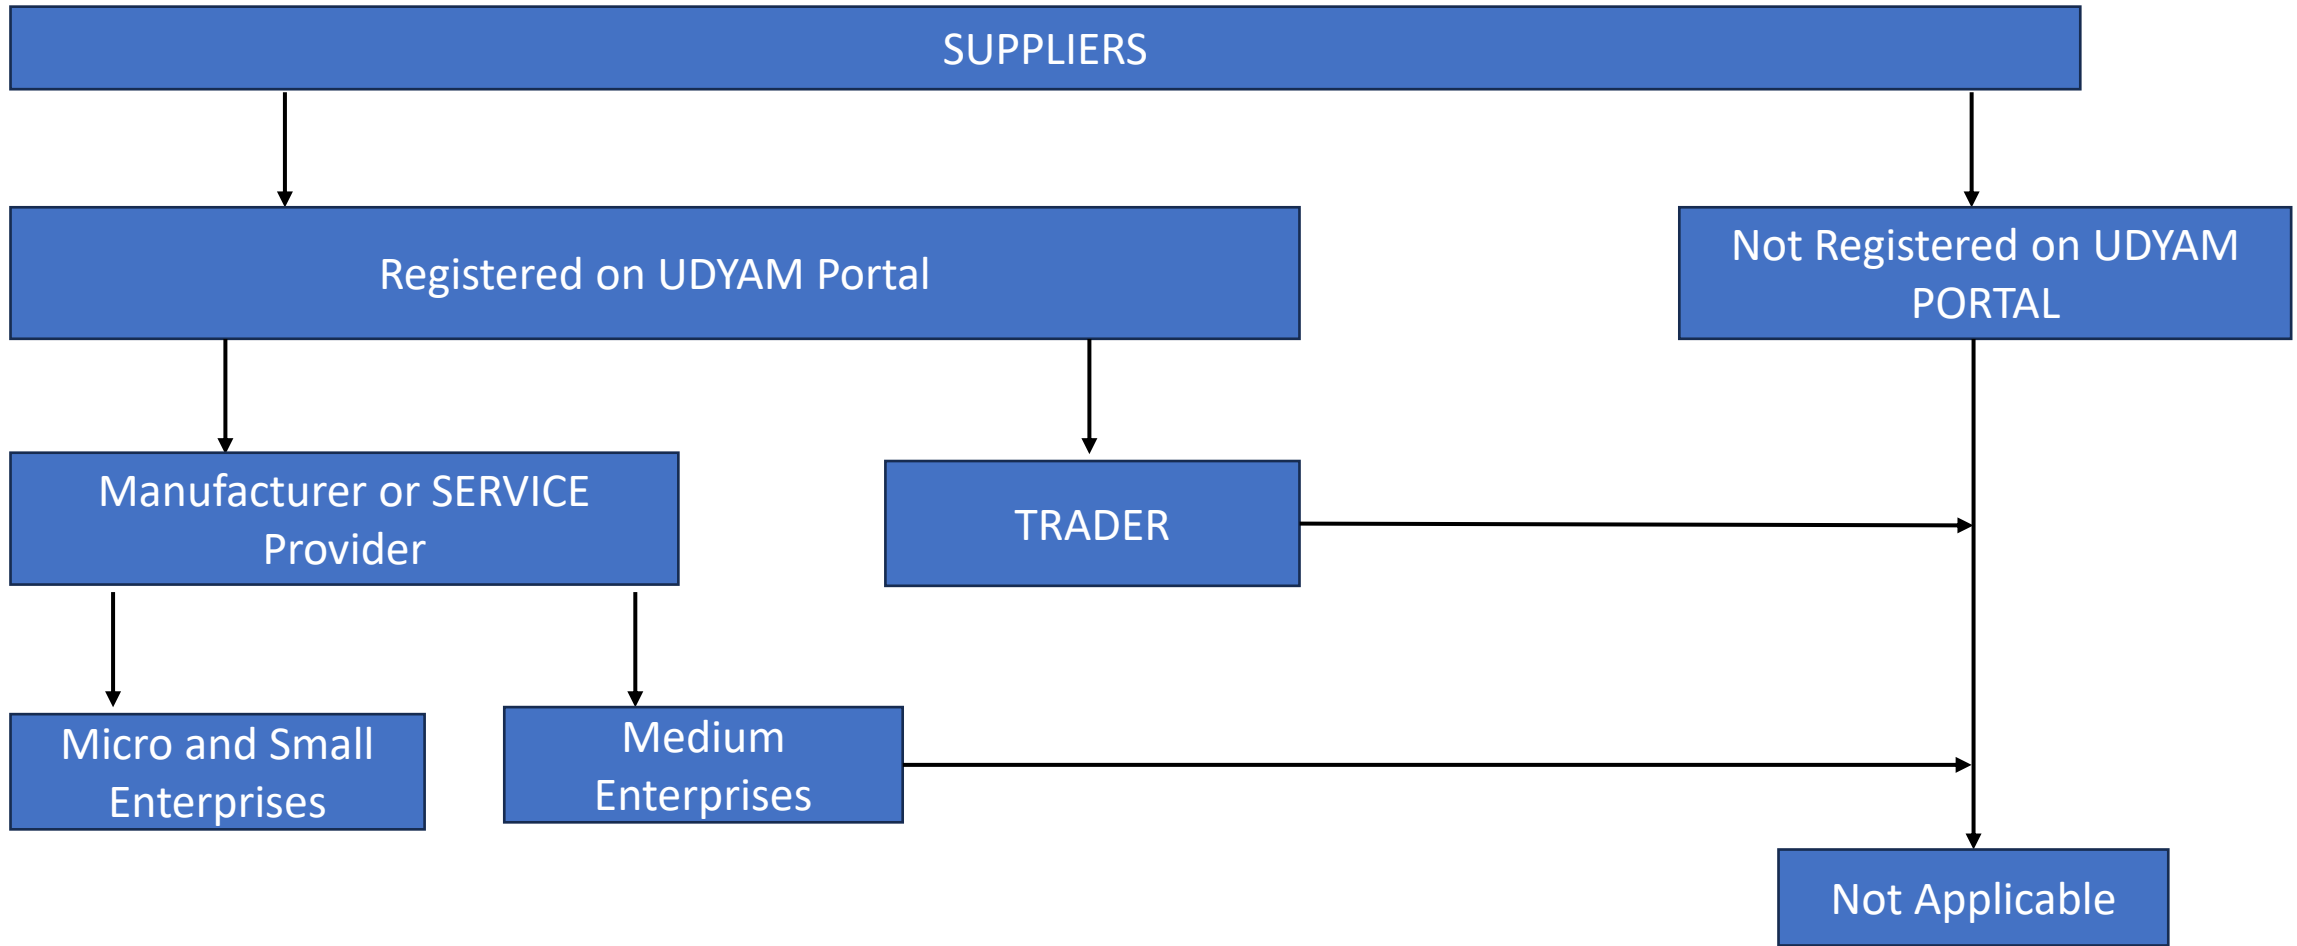 SUPPLIERS
Registered on UDYAM Portal
Not Registered on UDYAM
PORTAL
Manufacturer or SERVICE
Provider
TRADER
Micro and Small
Enterprises
Medium
Enterprises
Not Applicable